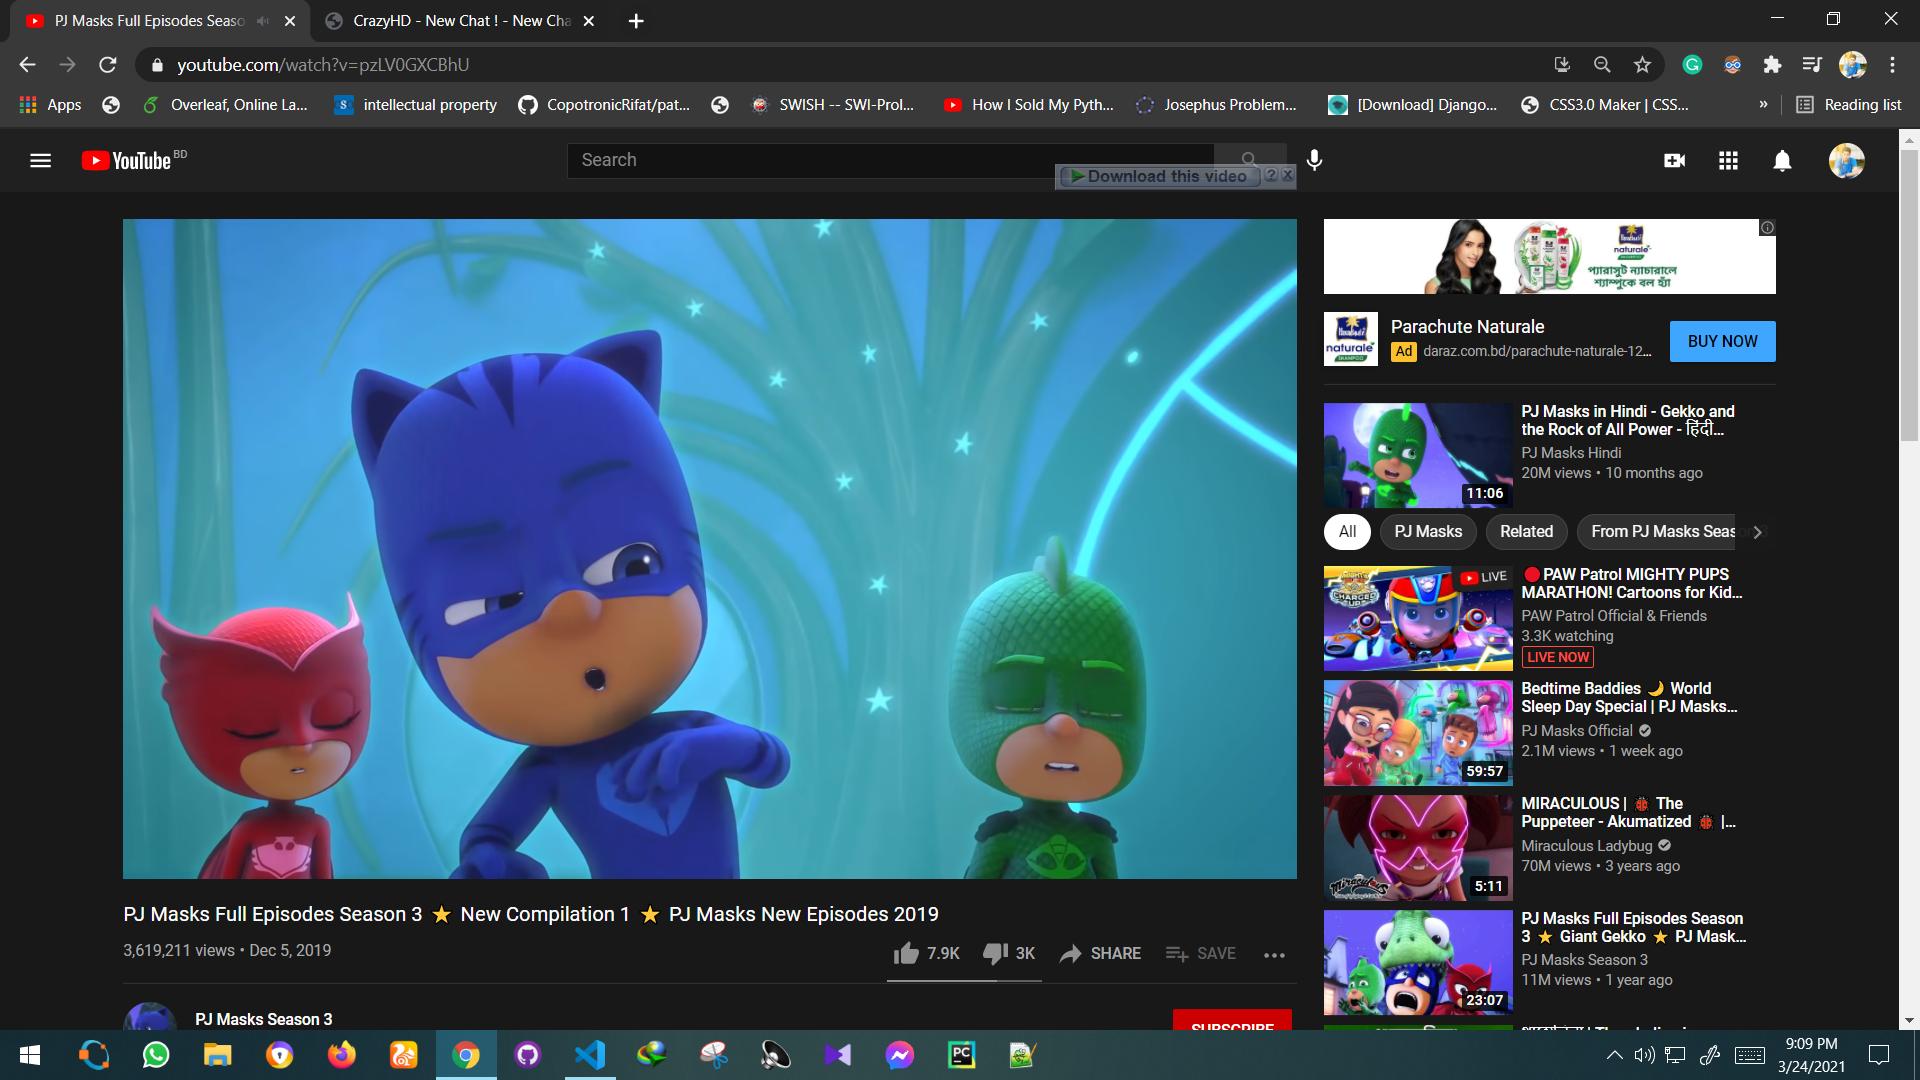 PJ Masks Full Episodes Seaso
CrazyHD - New Chat ! - New Cha
youtube.com/watch?v=pzLV0GXCBhU
Apps
Overleaf, Online La...
intellectual property
CopotronicRifat/pat...
SWISH -- SWI-Prol...
How I Sold My Pyth...
Josephus Problem...
[Download] Django...
CSS3.0 Maker | CSS...
»
Reading list
YouTube BD
Search
Download this video ? X
naturale
প্যারাসুট ন্যাচারালে
শ্যাম্পুকে বল হ্যাঁ
naturale
SHAMPOO
Parachute Naturale
Ad daraz.com.bd/parachute-naturale-12...
BUY NOW
PJ Masks in Hindi - Gekko and
the Rock of All Power - हिंदी...
PJ Masks Hindi
20M views • 10 months ago
11:06
All
PJ Masks
Related
From PJ Masks Seas
LIVE
CHARGED UP
PAW Patrol MIGHTY PUPS
MARATHON! Cartoons for Kid...
PAW Patrol Official & Friends
3.3K watching
LIVE NOW
Bedtime Baddies 🌙 World
Sleep Day Special | PJ Masks...
PJ Masks Official
2.1M views • 1 week ago
59:57
MIRACULOUS | 🐞 The
Puppeteer - Akumatized 🐞 |...
Miraculous Ladybug
70M views • 3 years ago
5:11
Miraculous
PJ Masks Full Episodes Season
3 ⭐ Giant Gekko ⭐ PJ Mask...
PJ Masks Season 3
11M views • 1 year ago
23:07
PJ Masks Full Episodes Season 3 ⭐ New Compilation 1 ⭐ PJ Masks New Episodes 2019
3,619,211 views • Dec 5, 2019
7.9K
3K
SHARE
SAVE
PJ Masks Season 3
SUBSCRIBE
PC
9:09 PM
3/24/2021